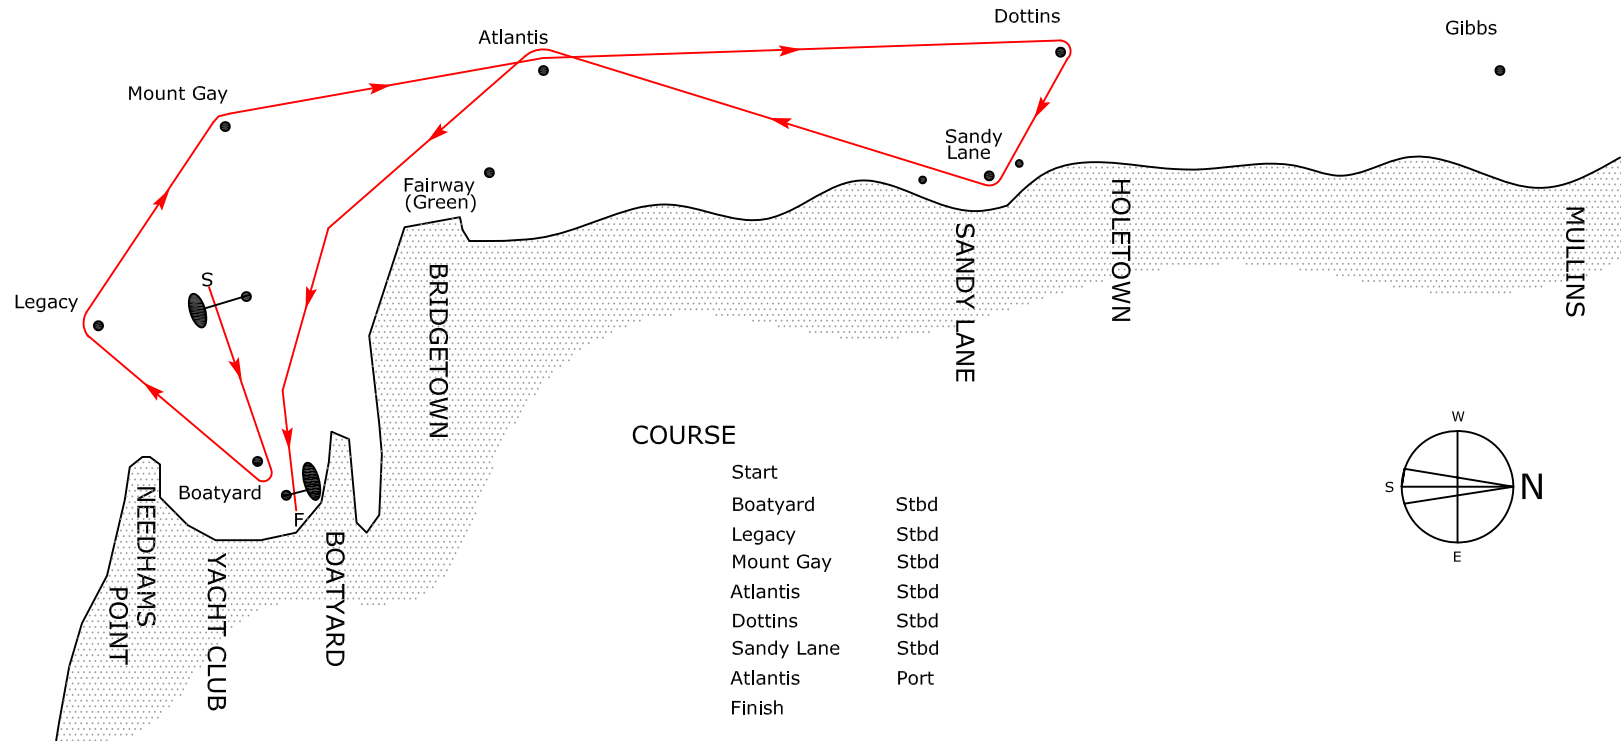 Dottins
Gibbs
Atlantis
Mount Gay
Sandy
Lane
Fairway
(Green)
S
Legacy
HOLETOWN
MULLINS
SANDY LANE
BRIDGETOWN
Boatyard
F
NEEDHAMS
POINT
YACHT CLUB
BOATYARD
W
S
N
E
COURSE
Start
Boatyard Stbd
Legacy Stbd
Mount Gay Stbd
Atlantis Stbd
Dottins Stbd
Sandy Lane Stbd
Atlantis Port
Finish